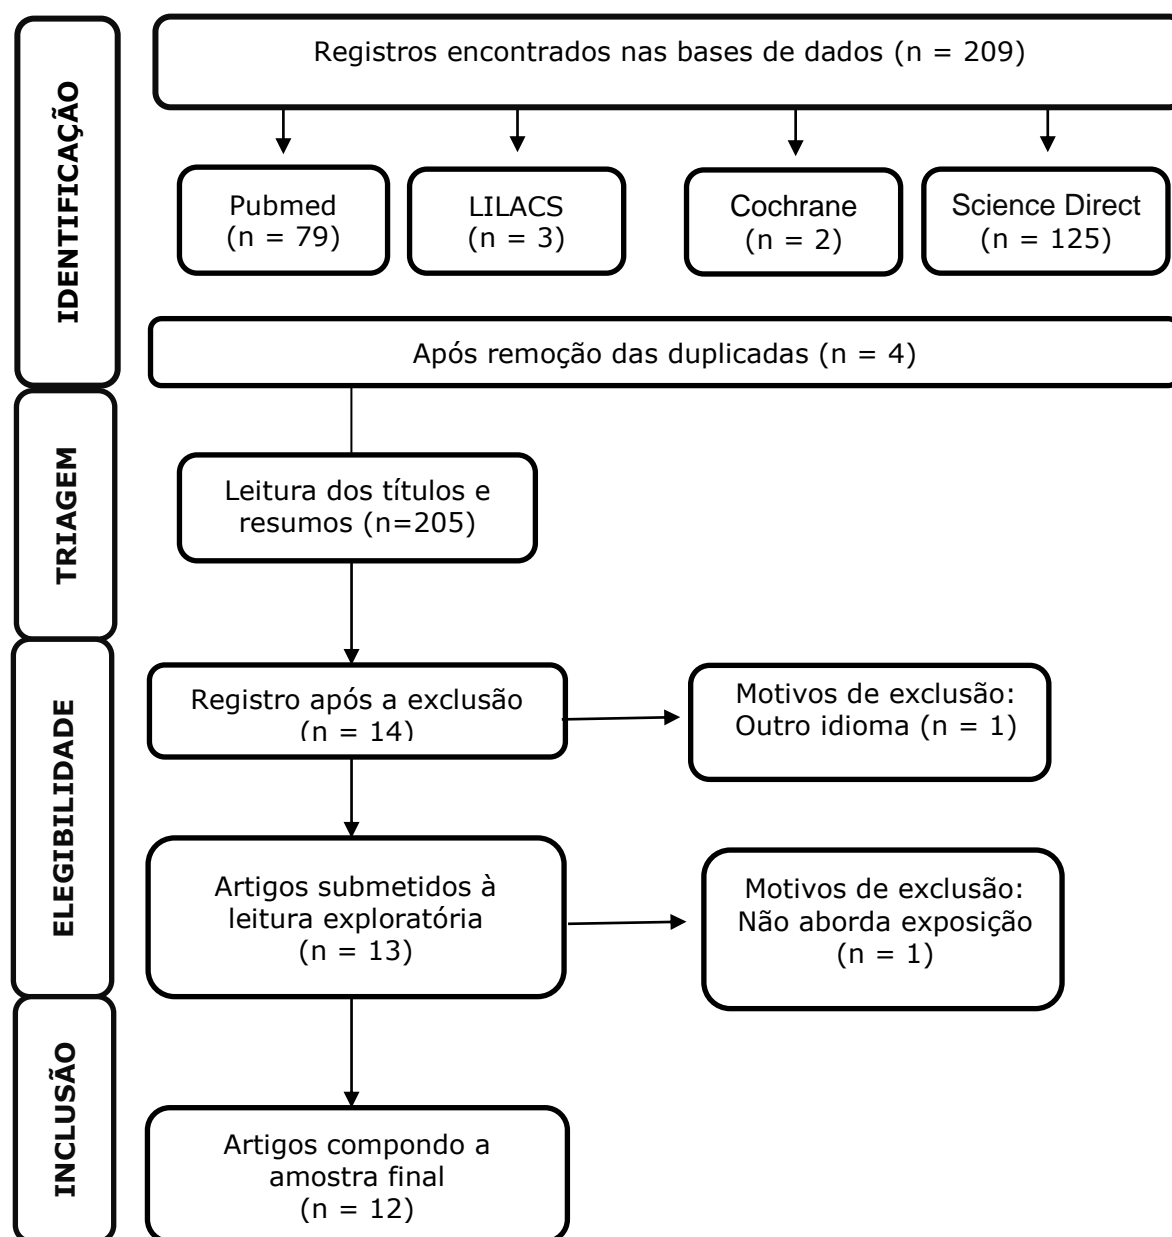 IDENTIFICAÇÃO
Registros encontrados nas bases de dados (n = 209)
Pubmed
(n = 79)
LILACS
(n = 3)
Cochrane
(n = 2)
Science Direct
(n = 125)
Após remoção das duplicadas (n = 4)
TRIAGEM
Leitura dos títulos e
resumos (n=205)
ELEGIBILIDADE
Registro após a exclusão
(n = 14)
Motivos de exclusão:
Outro idioma (n = 1)
Artigos submetidos à
leitura exploratória
(n = 13)
Motivos de exclusão:
Não aborda exposição
(n = 1)
INCLUSÃO
Artigos compondo a
amostra final
(n = 12)